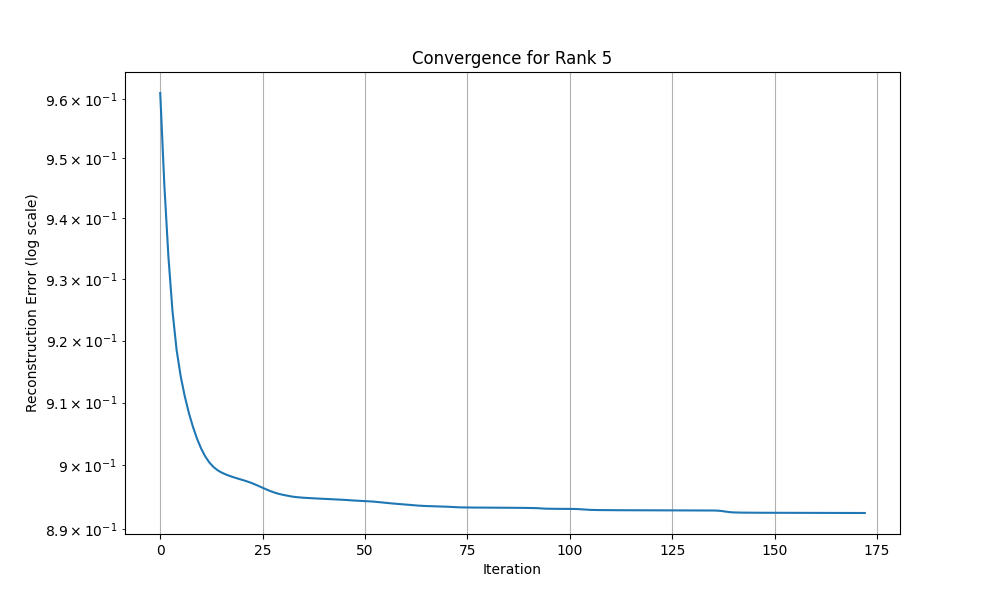 Convergence for Rank 5
Reconstruction Error (log scale)
9.6 × 10⁻¹
9.5 × 10⁻¹
9.4 × 10⁻¹
9.3 × 10⁻¹
9.2 × 10⁻¹
9.1 × 10⁻¹
9 × 10⁻¹
8.9 × 10⁻¹
0 25 50 75 100 125 150 175
Iteration